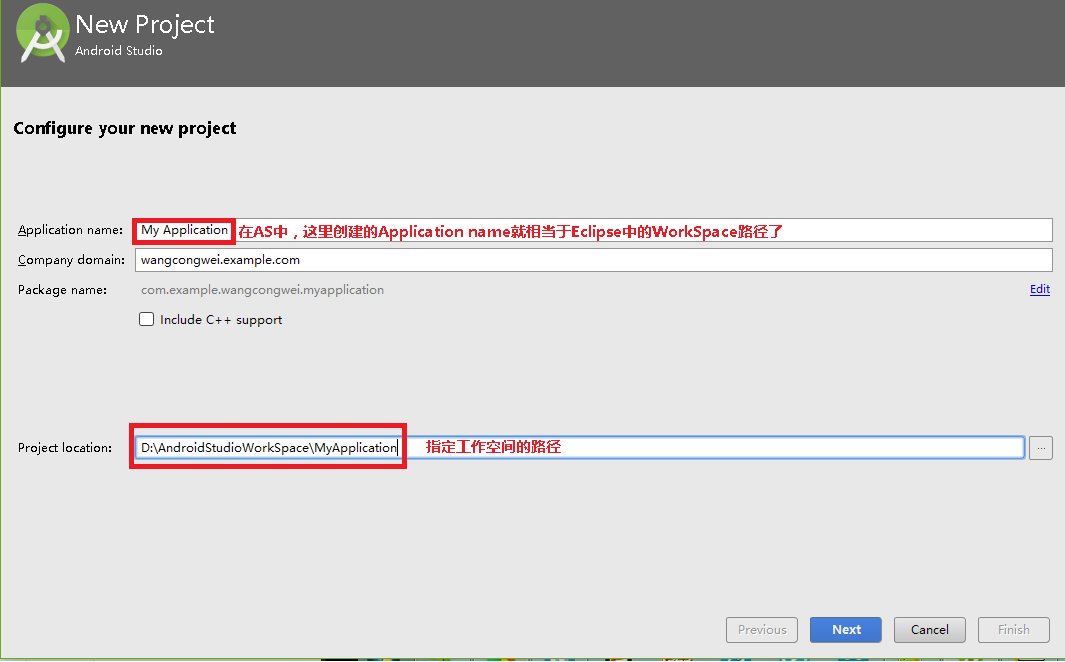 New Project
Android Studio
Configure your new project
Application name: My Application 在AS中，这里创建的Application name就相当于Eclipse中的WorkSpace路径了
Company domain: wangcongwei.example.com
Package name: com.example.wangcongwei.myapplication Edit
Include C++ support
Project location: D:\AndroidStudioWorkSpace\MyApplication 指定工作空间的路径 ...
Previous Next Cancel Finish